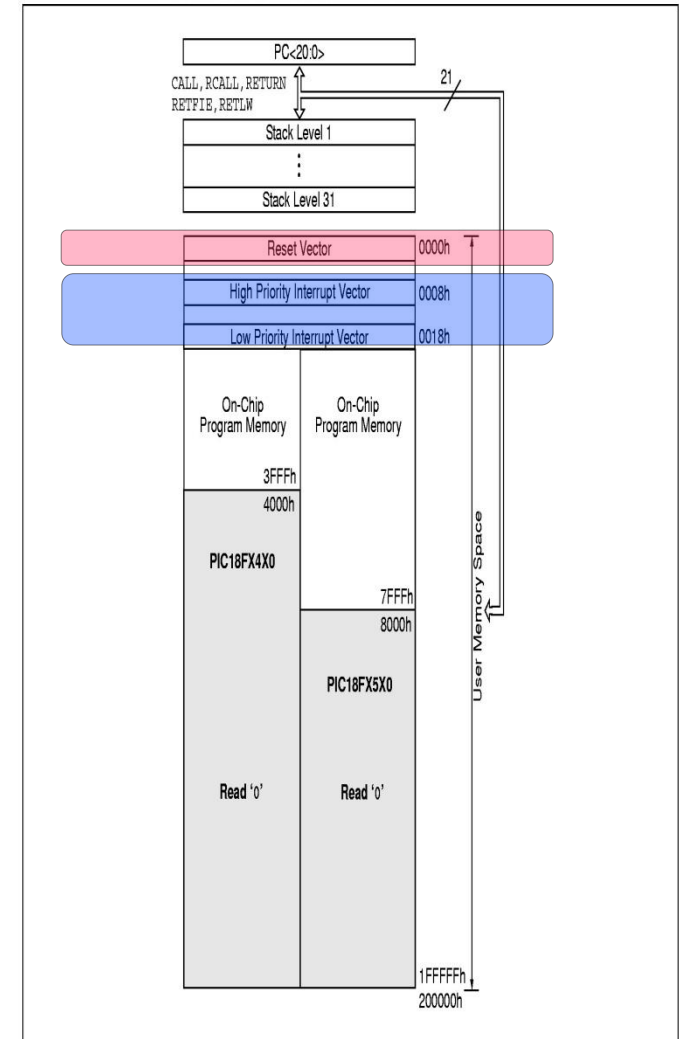 PC<20:0>
CALL,RCALL,RETURN
RETFIE,RETLW
21
Stack Level 1
Stack Level 31
Reset Vector
0000h
High Priority Interrupt Vector
0008h
Low Priority Interrupt Vector
0018h
On-Chip
Program Memory
On-Chip
Program Memory
3FFFh
4000h
PIC18FX4X0
7FFFh
8000h
PIC18FX5X0
User Memory Space
Read ‘0’
Read ‘0’
1FFFFFh
200000h